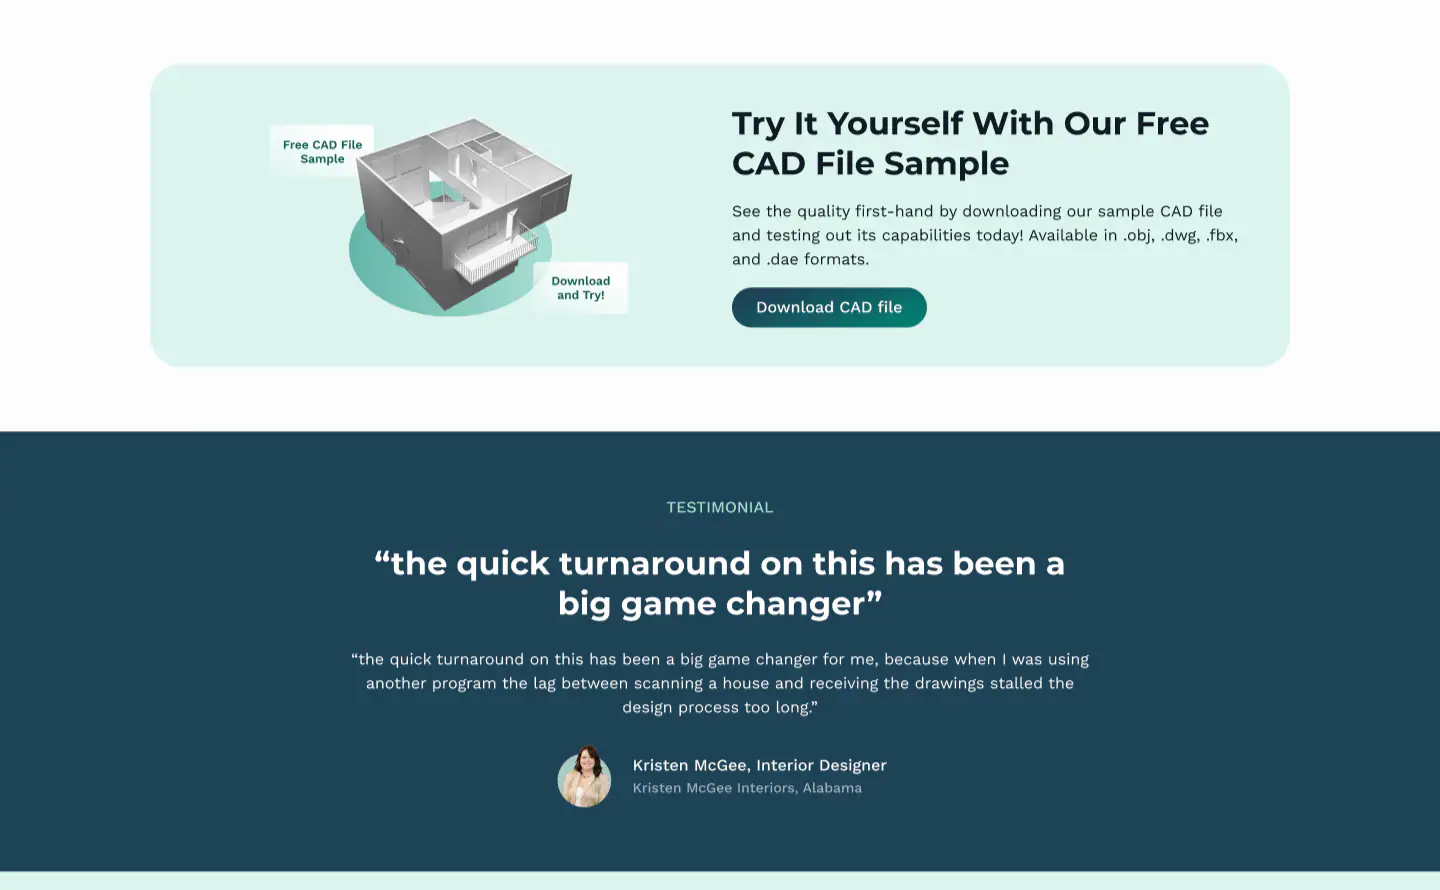 Free CAD File
Sample
Download
and Try!
Try It Yourself With Our Free
CAD File Sample
See the quality first-hand by downloading our sample CAD file
and testing out its capabilities today! Available in .obj, .dwg, .fbx,
and .dae formats.
Download CAD file
TESTIMONIAL
“the quick turnaround on this has been a
big game changer”
“the quick turnaround on this has been a big game changer for me, because when I was using
another program the lag between scanning a house and receiving the drawings stalled the
design process too long.”
Kristen McGee, Interior Designer
Kristen McGee Interiors, Alabama